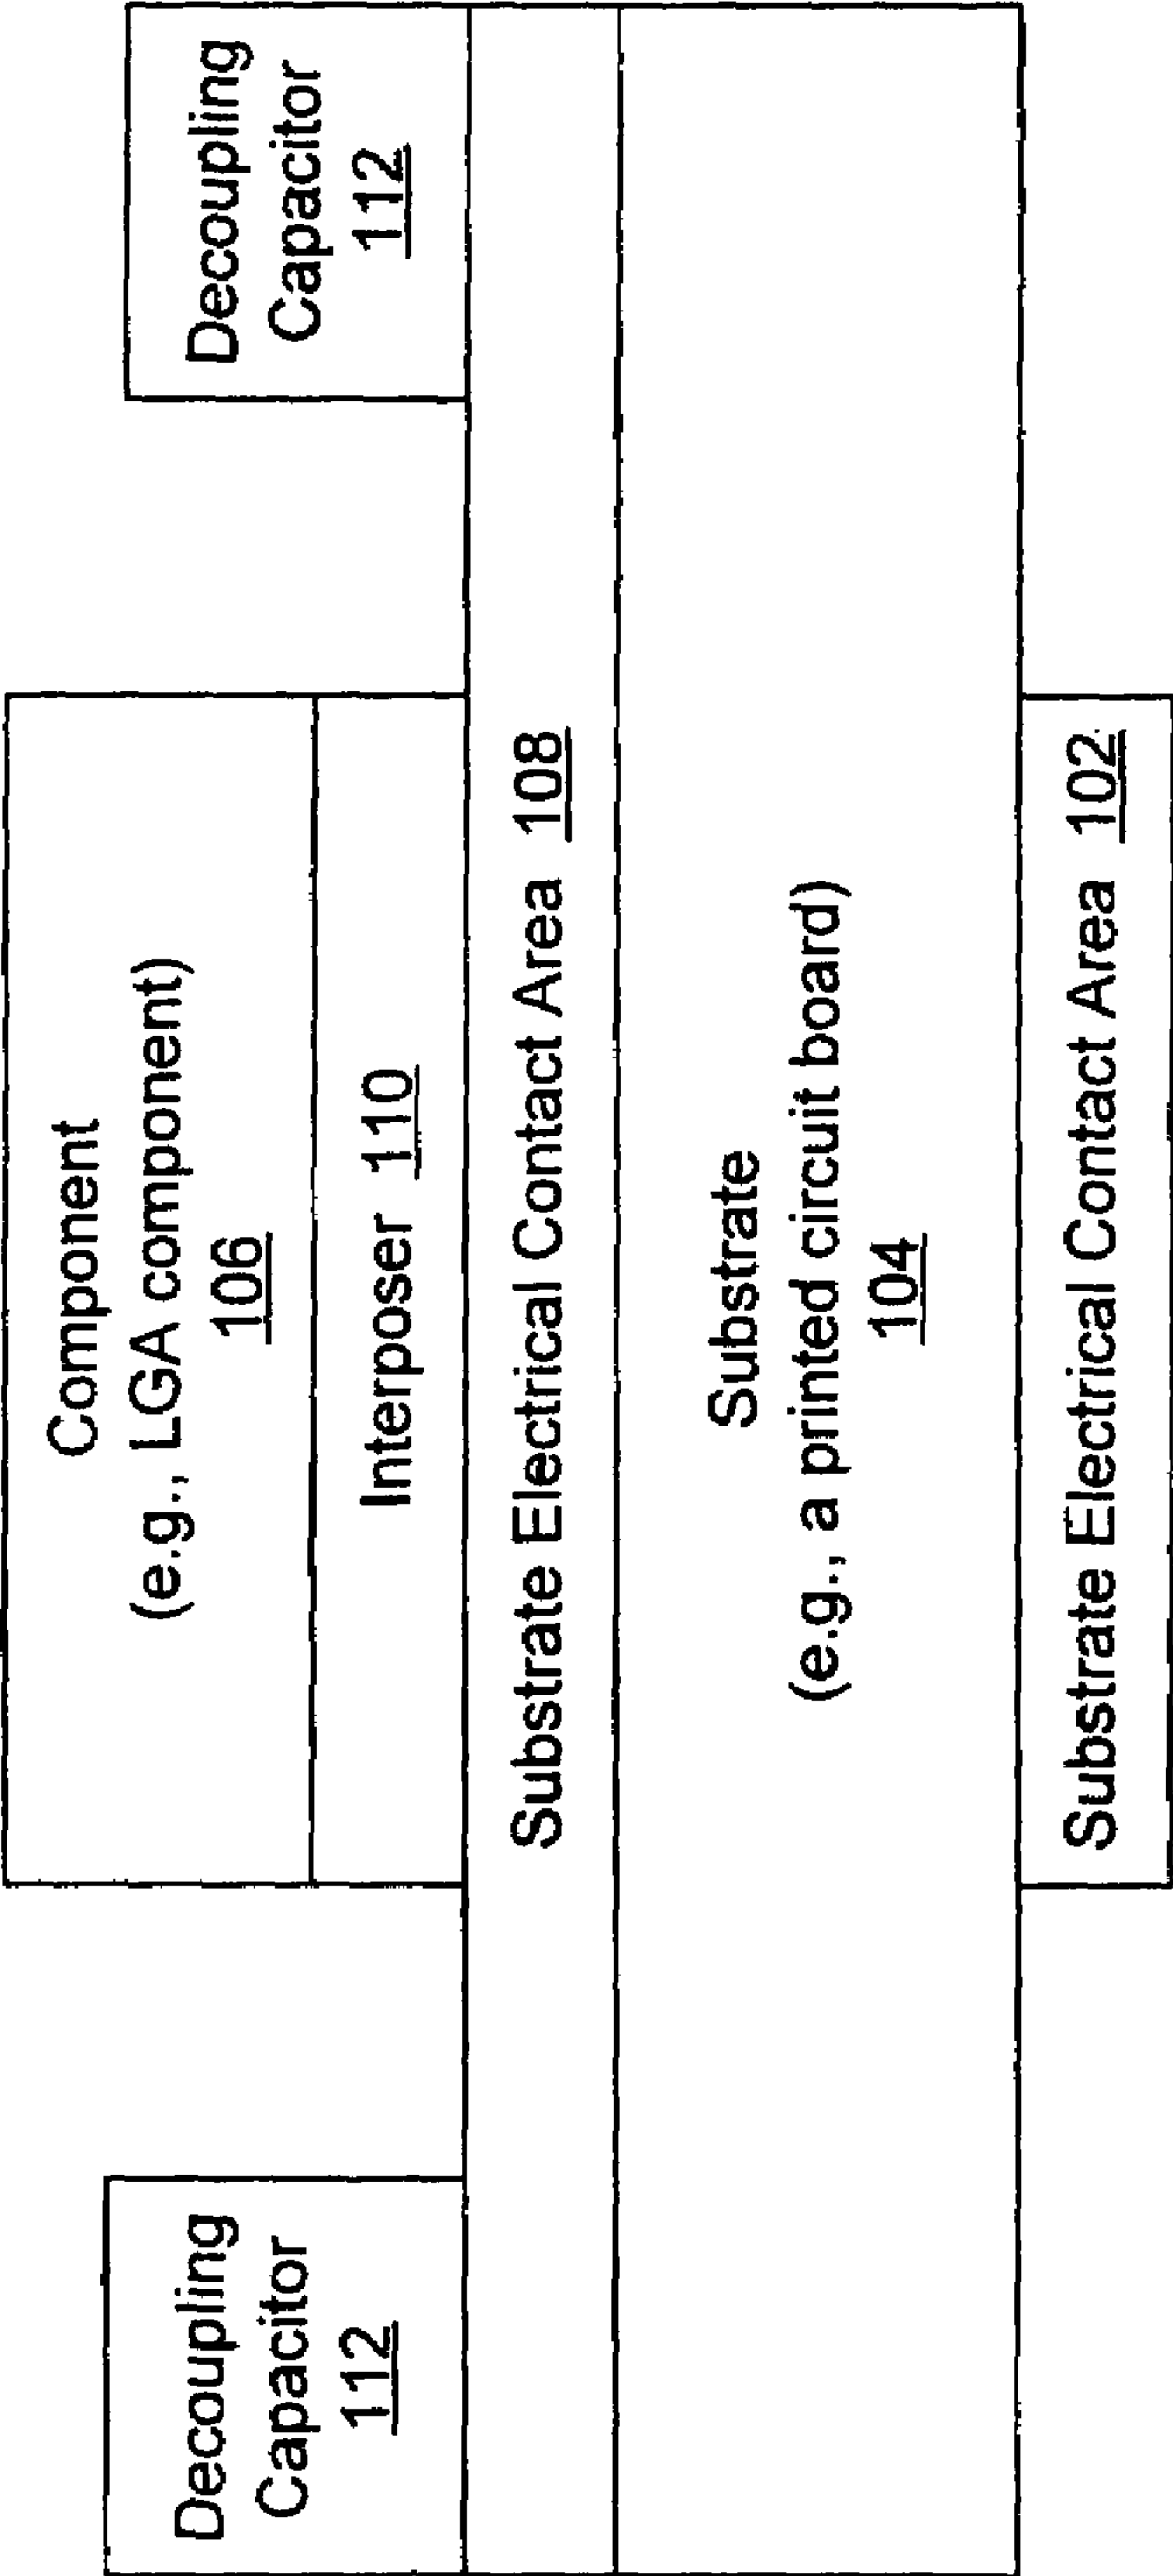 Component
(e.g., LGA component)
106
Decoupling
Capacitor
112
Decoupling
Capacitor
112
Interposer 110
Substrate Electrical Contact Area 108
Substrate
(e.g., a printed circuit board)
104
Substrate Electrical Contact Area 102